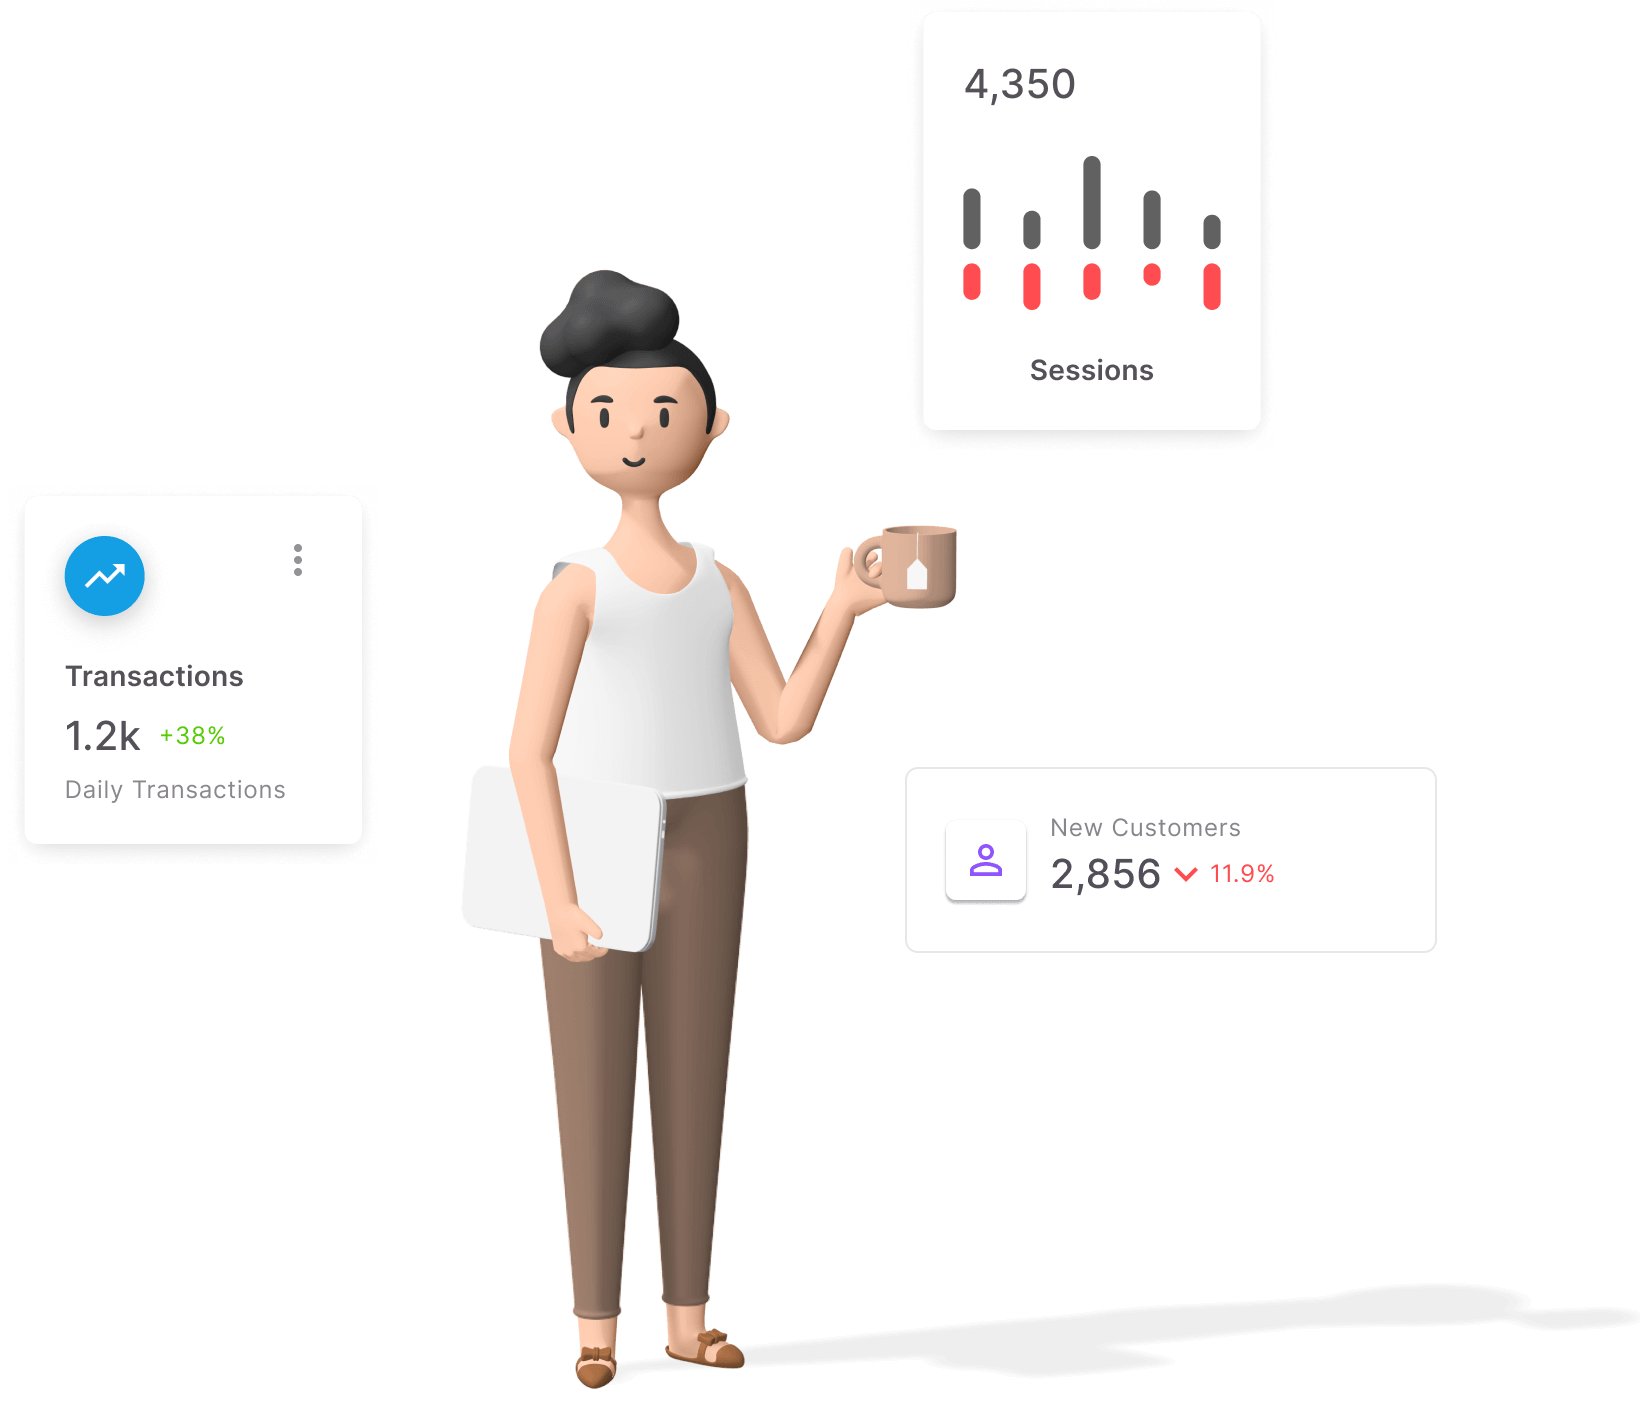 4,350
Sessions
Transactions
1.2k +38%
Daily Transactions
New Customers
2,856 11.9%